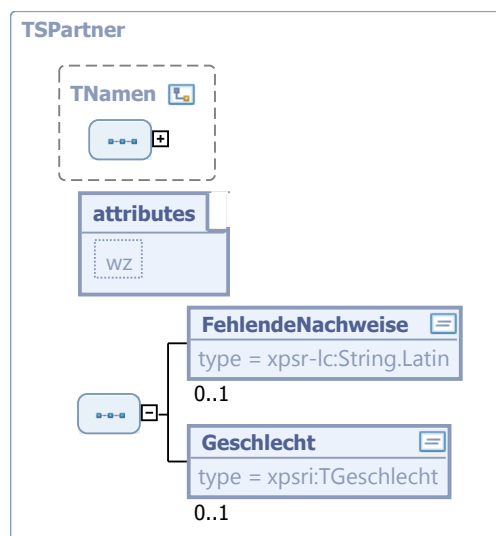 TSPartner
TNamen
attributes
wz
FehlendeNachweise
type = xpsr-lc:String.Latin
0..1
Geschlecht
type = xpsri:TGeschlecht
0..1